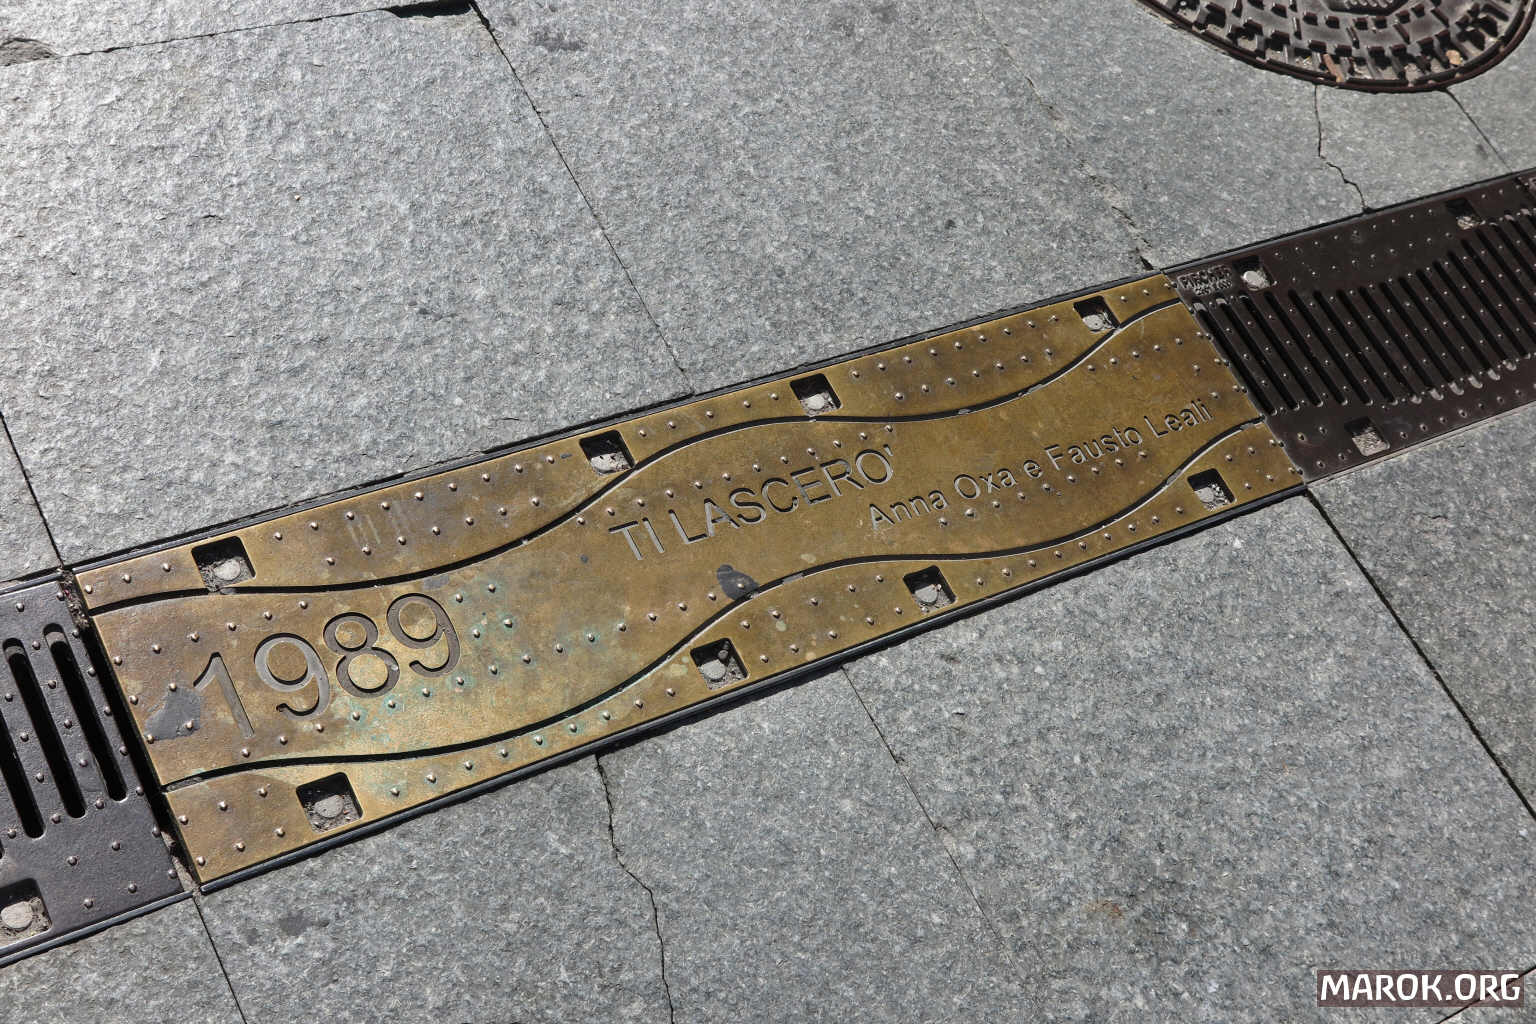 1989
TI LASCERO'
Anna Oxa e Fausto Leali
MAROK.ORG